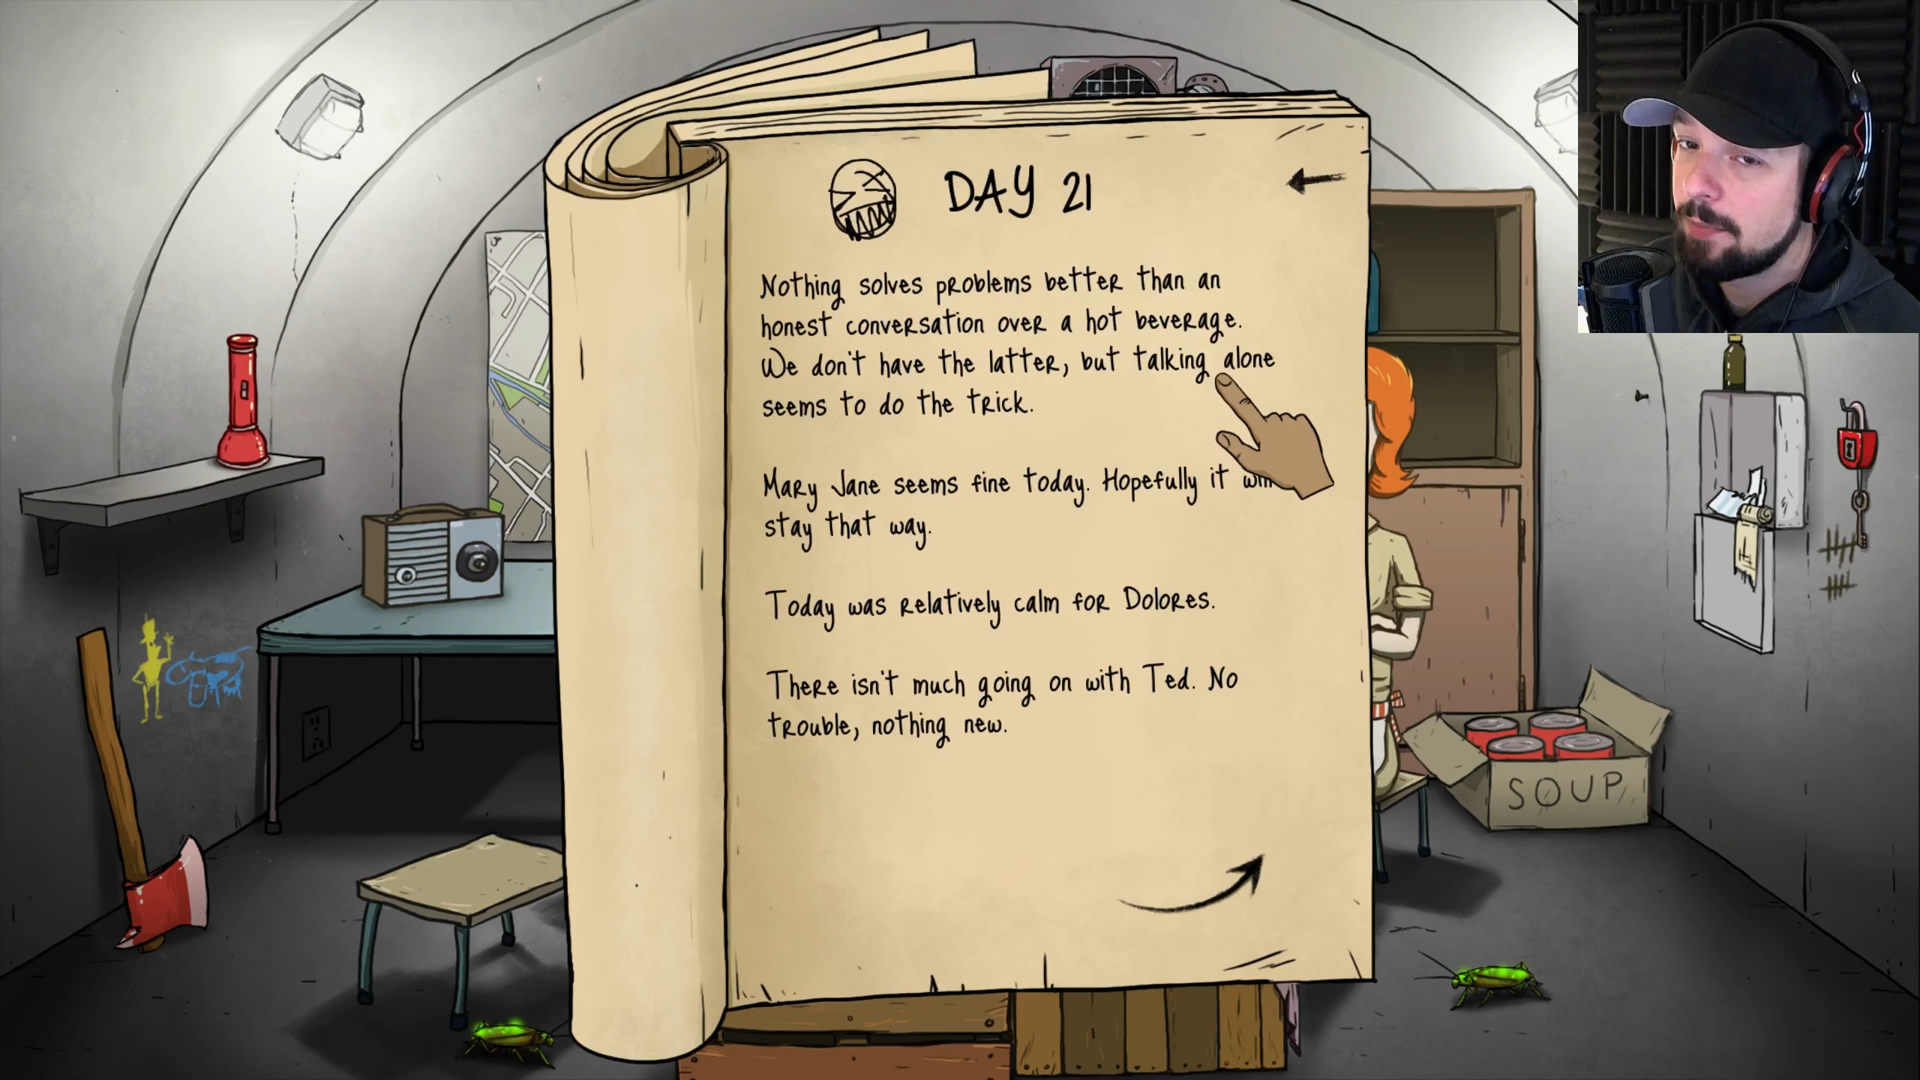 DAY 21
Nothing solves problems better than an
honest conversation over a hot beverage.
We don't have the latter, but talking alone
seems to do the trick.
Mary Jane seems fine today. Hopefully it will
stay that way.
Today was relatively calm for Dolores.
There isn't much going on with Ted. No
trouble, nothing new.
SOUP